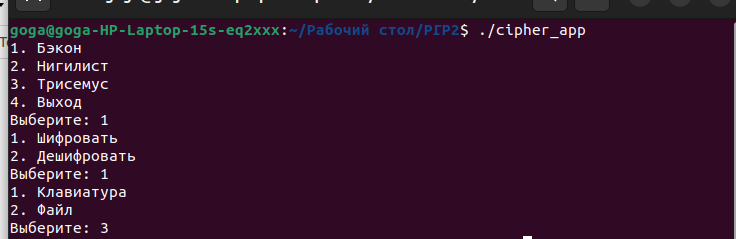 goga@goga-HP-Laptop-15s-eq2xxx:~/Рабочий стол/РГР2$ ./cipher_app
1. Бэкон
2. Нигилист
3. Трисемус
4. Выход
Выберите: 1
1. Шифровать
2. Дешифровать
Выберите: 1
1. Клавиатура
2. Файл
Выберите: 3